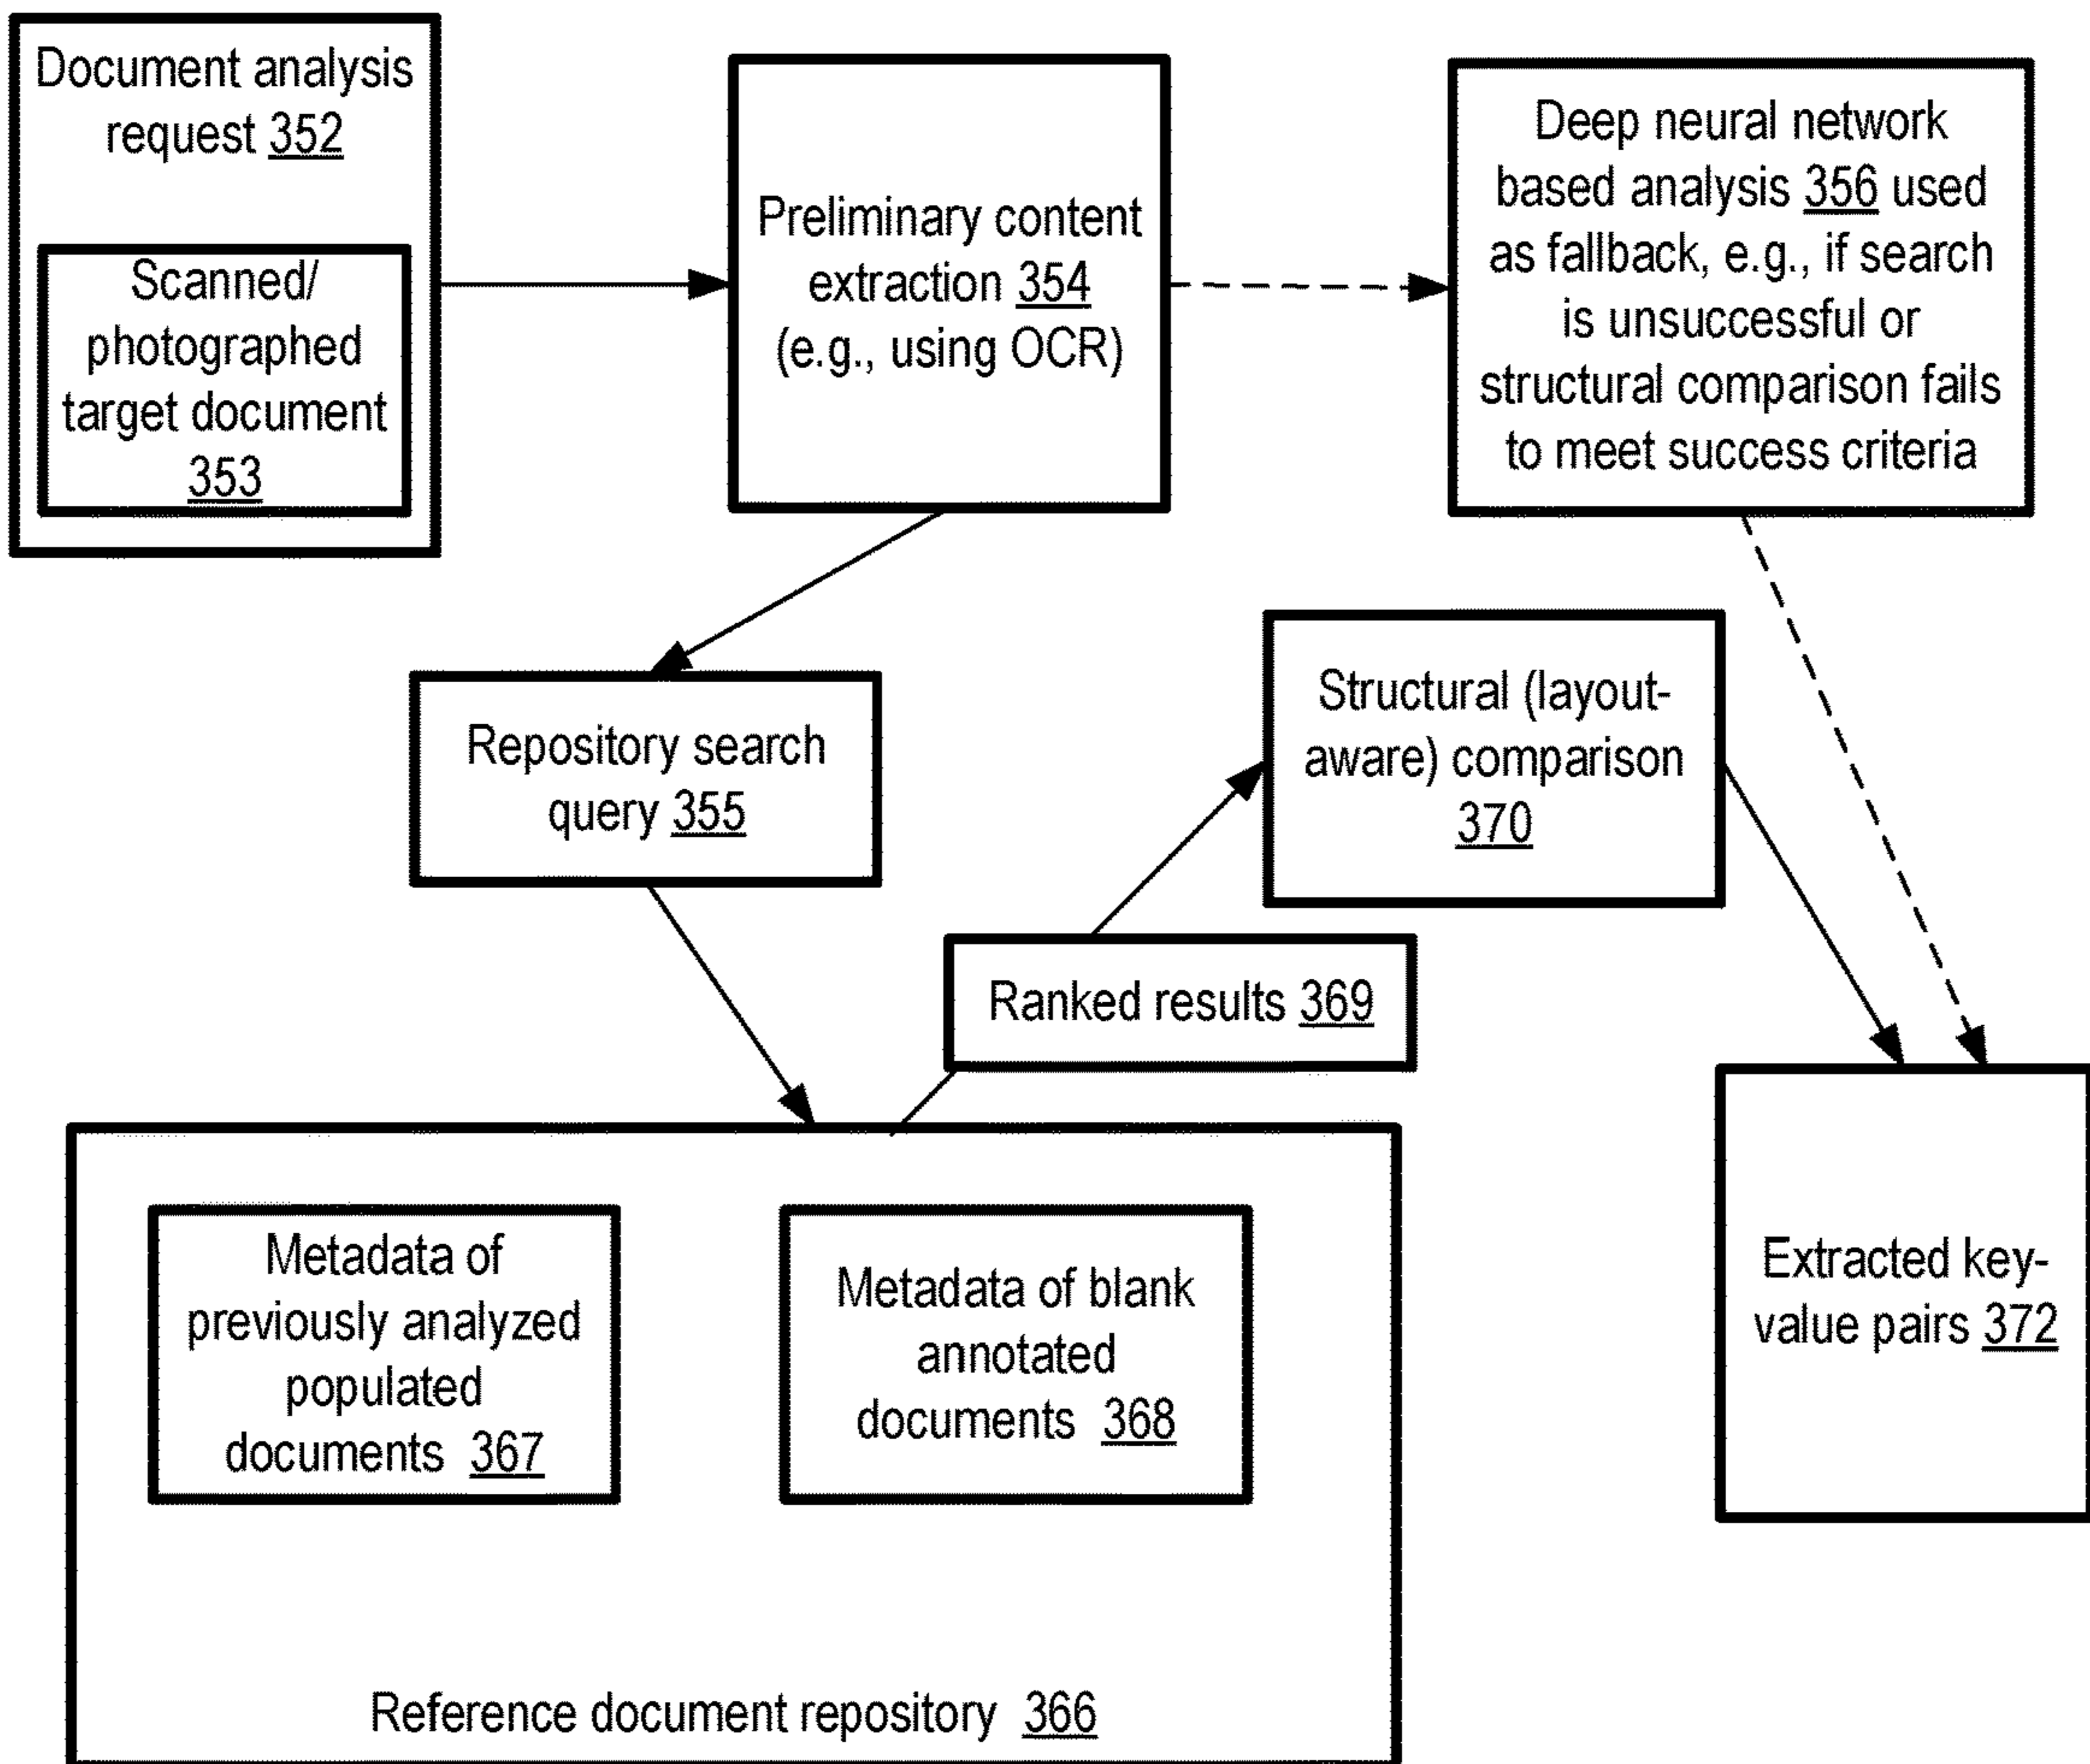 Document analysis
request 352
Scanned/
photographed
target document
353
Preliminary content
extraction 354
(e.g., using OCR)
Deep neural network
based analysis 356 used
as fallback, e.g., if search
is unsuccessful or
structural comparison fails
to meet success criteria
Repository search
query 355
Structural (layout-
aware) comparison
370
Ranked results 369
Metadata of
previously analyzed
populated
documents 367
Metadata of blank
annotated
documents 368
Extracted key-
value pairs 372
Reference document repository 366